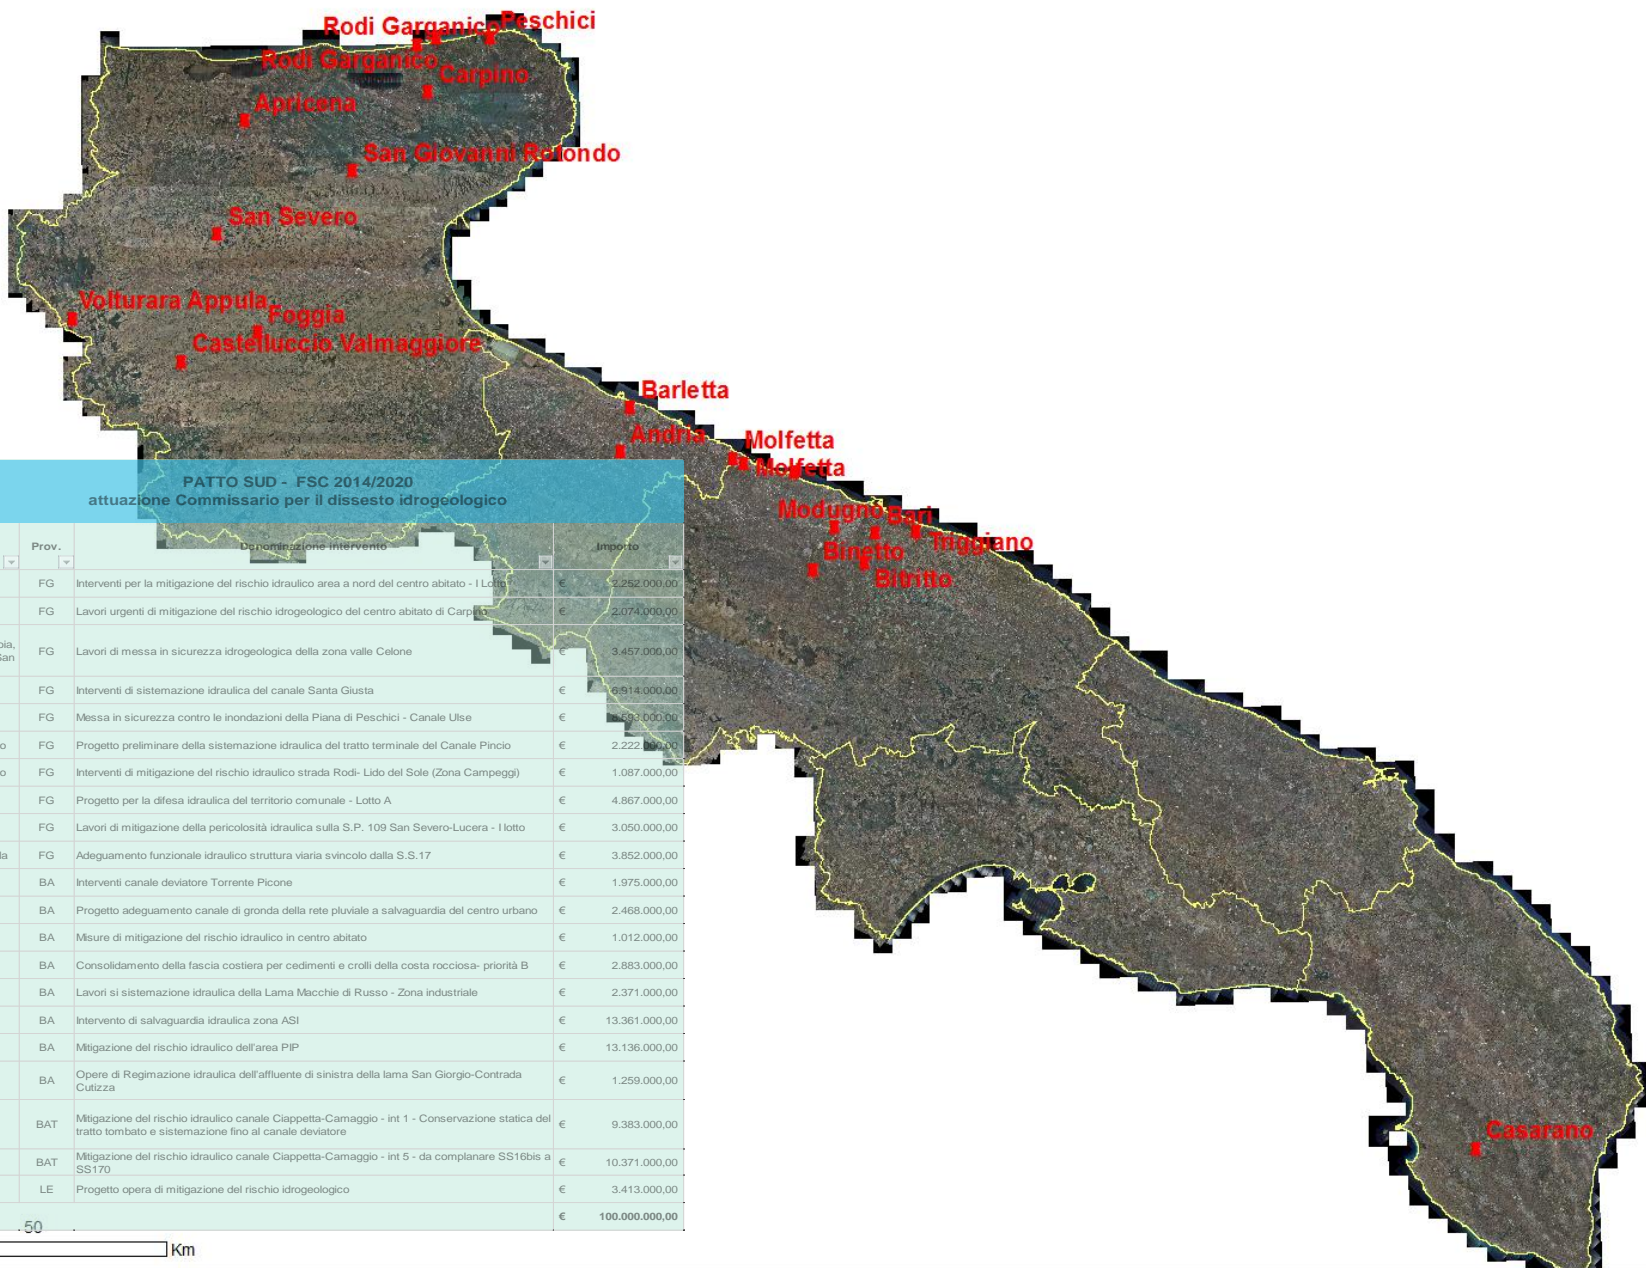 Rodi Garganico
Peschici
Rodi Garganico
Carpino
Apricena
San Giovanni Rotondo
San Severo
Volturara Appula
Foggia
Castelluccio Valmaggiore
Barletta
Andria
Molfetta
Molfetta
Modugno
Bari
Triggiano
Binetto
Bitritto
Casarano
PATTO SUD - FSC 2014/2020
attuazione Commissario per il dissesto idrogeologico
Prov. Denominazione intervento Importo
FG Interventi per la mitigazione del rischio idraulico area a nord del centro abitato - I Lotto € 2.252.000,00
FG Lavori urgenti di mitigazione del rischio idrogeologico del centro abitato di Carpino € 2.074.000,00
FG Lavori di messa in sicurezza idrogeologica della zona valle Celone € 3.457.000,00
FG Interventi di sistemazione idraulica del canale Santa Giusta € 6.914.000,00
FG Messa in sicurezza contro le inondazioni della Piana di Peschici - Canale Ulse
o FG Progetto preliminare della sistemazione idraulica del tratto terminale del Canale Pincio € 2.222.000,00
o FG Interventi di mitigazione del rischio idraulico strada Rodi- Lido del Sole (Zona Campeggi) € 1.087.000,00
FG Progetto per la difesa idraulica del territorio comunale - Lotto A € 4.867.000,00
FG Lavori di mitigazione della pericolosità idraulica sulla S.P. 109 San Severo-Lucera - I lotto € 3.050.000,00
la FG Adeguamento funzionale idraulico struttura viaria svincolo dalla S.S.17 € 3.852.000,00
BA Interventi canale deviatore Torrente Picone € 1.975.000,00
BA Progetto adeguamento canale di gronda della rete pluviale a salvaguardia del centro urbano € 2.468.000,00
BA Misure di mitigazione del rischio idraulico in centro abitato € 1.012.000,00
BA Consolidamento della fascia costiera per cedimenti e crolli della costa rocciosa- priorità B € 2.883.000,00
BA Lavori si sistemazione idraulica della Lama Macchie di Russo - Zona industriale € 2.371.000,00
BA Intervento di salvaguardia idraulica zona ASI € 13.361.000,00
BA Mitigazione del rischio idraulico dell'area PIP € 13.136.000,00
BA Opere di Regimazione idraulica dell'affluente di sinistra della lama San Giorgio-Contrada
Cutizza € 1.259.000,00
BAT Mitigazione del rischio idraulico canale Ciappetta-Camaggio - int 1 - Conservazione statica del
tratto tombato e sistemazione fino al canale deviatore € 9.383.000,00
BAT Mitigazione del rischio idraulico canale Ciappetta-Camaggio - int 5 - da complanare SS16bis a
SS170 € 10.371.000,00
LE Progetto opera di mitigazione del rischio idrogeologico € 3.413.000,00
€ 100.000.000,00
50
Km